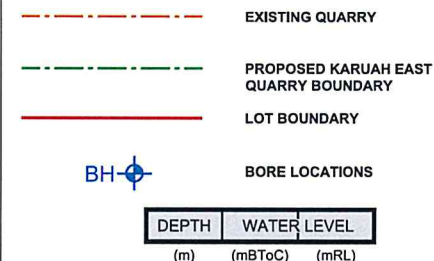 EXISTING QUARRY
PROPOSED KARUAH EAST
QUARRY BOUNDARY
LOT BOUNDARY
BH BORE LOCATIONS
DEPTH WATER LEVEL
(m) (mBToC) (mRL)